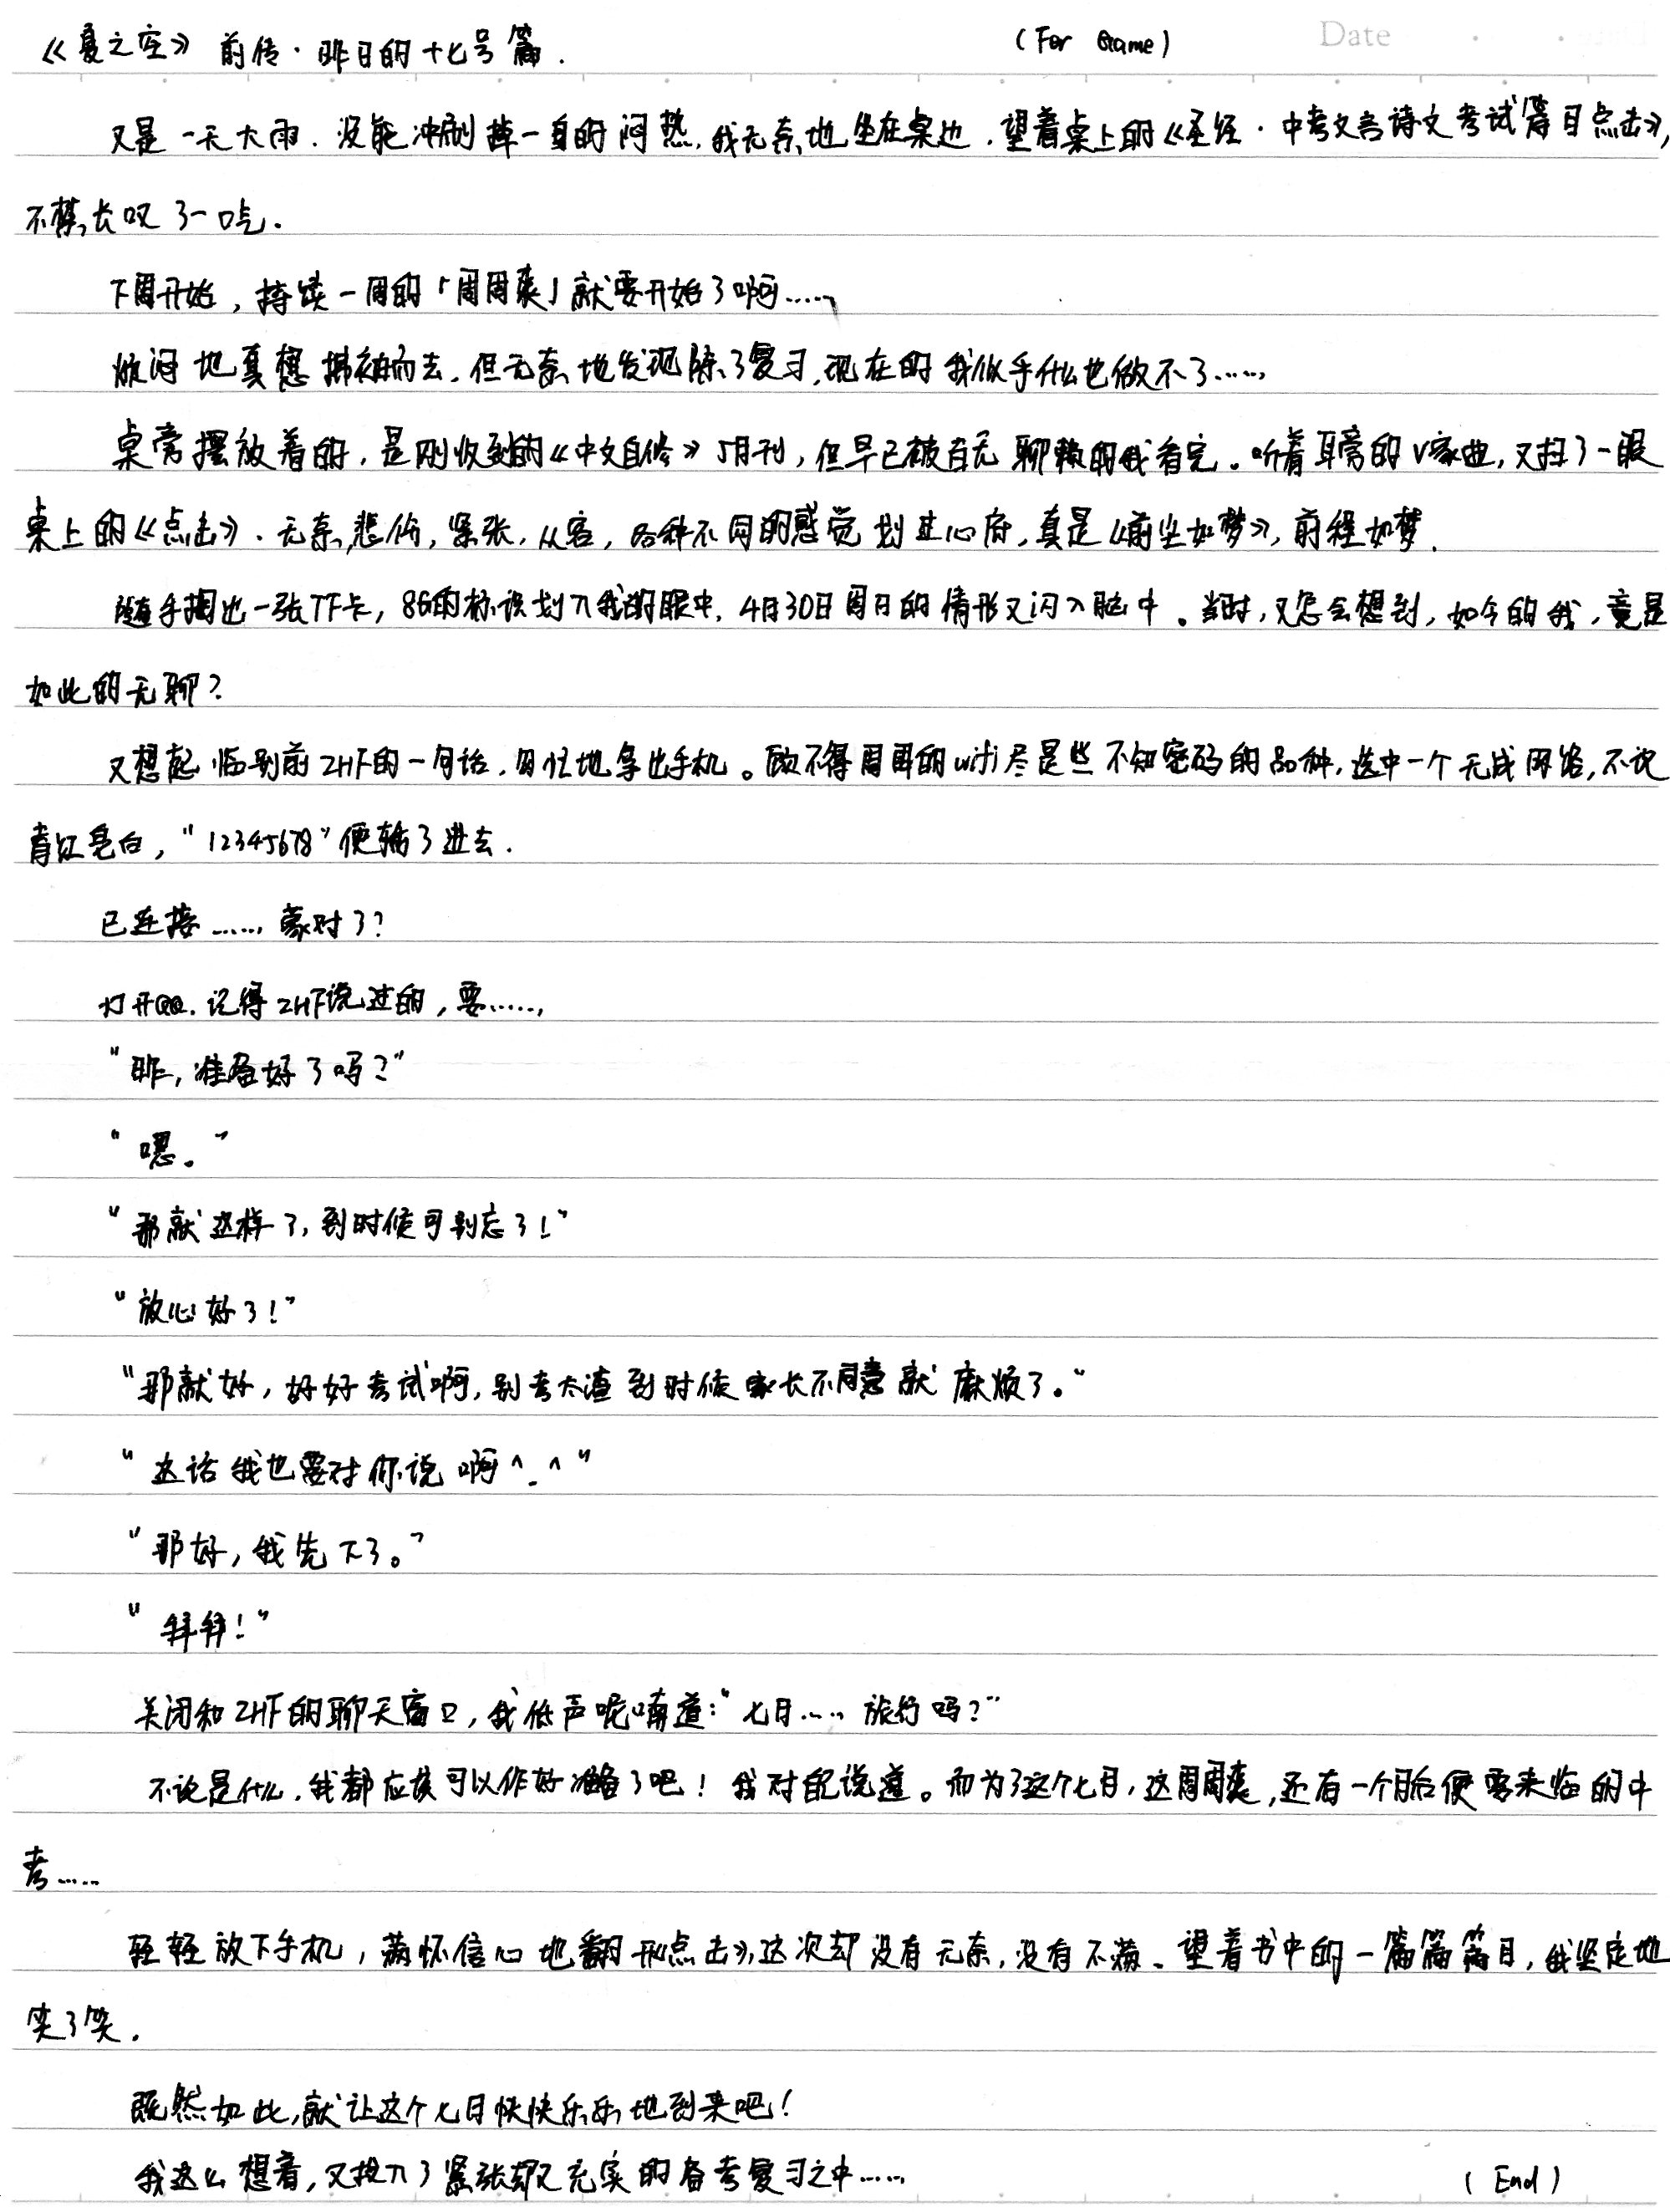 《夏之空》 前传·昨日的十七号篇. (For Game) Date
又是一天大雨. 没能冲刷掉一身的闷热,我无奈地坐在桌边.望着桌上的《圣经·中考文言诗文考试篇目点击》,
不禁长叹了一口气.
下周开始,持续一周的「周周爽」就要开始了啊……
烦闷地真想拂袖而去.但无奈地发现除了复习,现在的我似乎什么也做不了……
桌旁摆放着的,是刚收到的《中文自修》5月刊,但早已被百无聊赖的我看完。听着耳旁的V家曲,又扫了一眼
桌上的《点击》.无奈,悲伤,紧张,从容,各种不同的感觉划过心府,真是《前尘如梦》,前程如梦.
随手掏出一张TF卡,8G的标识划入我的眼中,4月30日周日的情形又闪入脑中。当时,又怎会想到,如今的我,竟是
如此的无聊?
又想起临别前ZHF的一句话,匆忙地拿出手机。顾不得周围的wifi尽是些不知密码的品种,选中一个无线网络,不论
青红皂白,"12345678"便输了进去.
已连接……蒙对了?
打开QQ.记得ZHF说过的,要……
"昨,准备好了吗?"
"嗯。"
"那就这样了,到时候可别忘了!"
"放心好了!"
"那就好,好好考试啊,别考太渣到时候家长不同意就麻烦了。"
"这话我也要对你说啊^_^"
"那好,我先下了。"
"拜拜!"
关闭和ZHF的聊天窗口,我低声呢喃道:"七月……旅行吗?"
不论是什么,我都应该可以作好准备了吧!我对自己说道。而为了这个七月,这周周爽,还有一个月后便要来临的中
考……
轻轻放下手机,满怀信心地翻开《点击》,这次却没有无奈,没有不满.望着书中的一篇篇篇目,我坚定地
笑了笑.
既然如此,就让这个七月快快乐乐地到来吧!
我这么想着,又投入了紧张却又充实的备考复习之中…… (End)